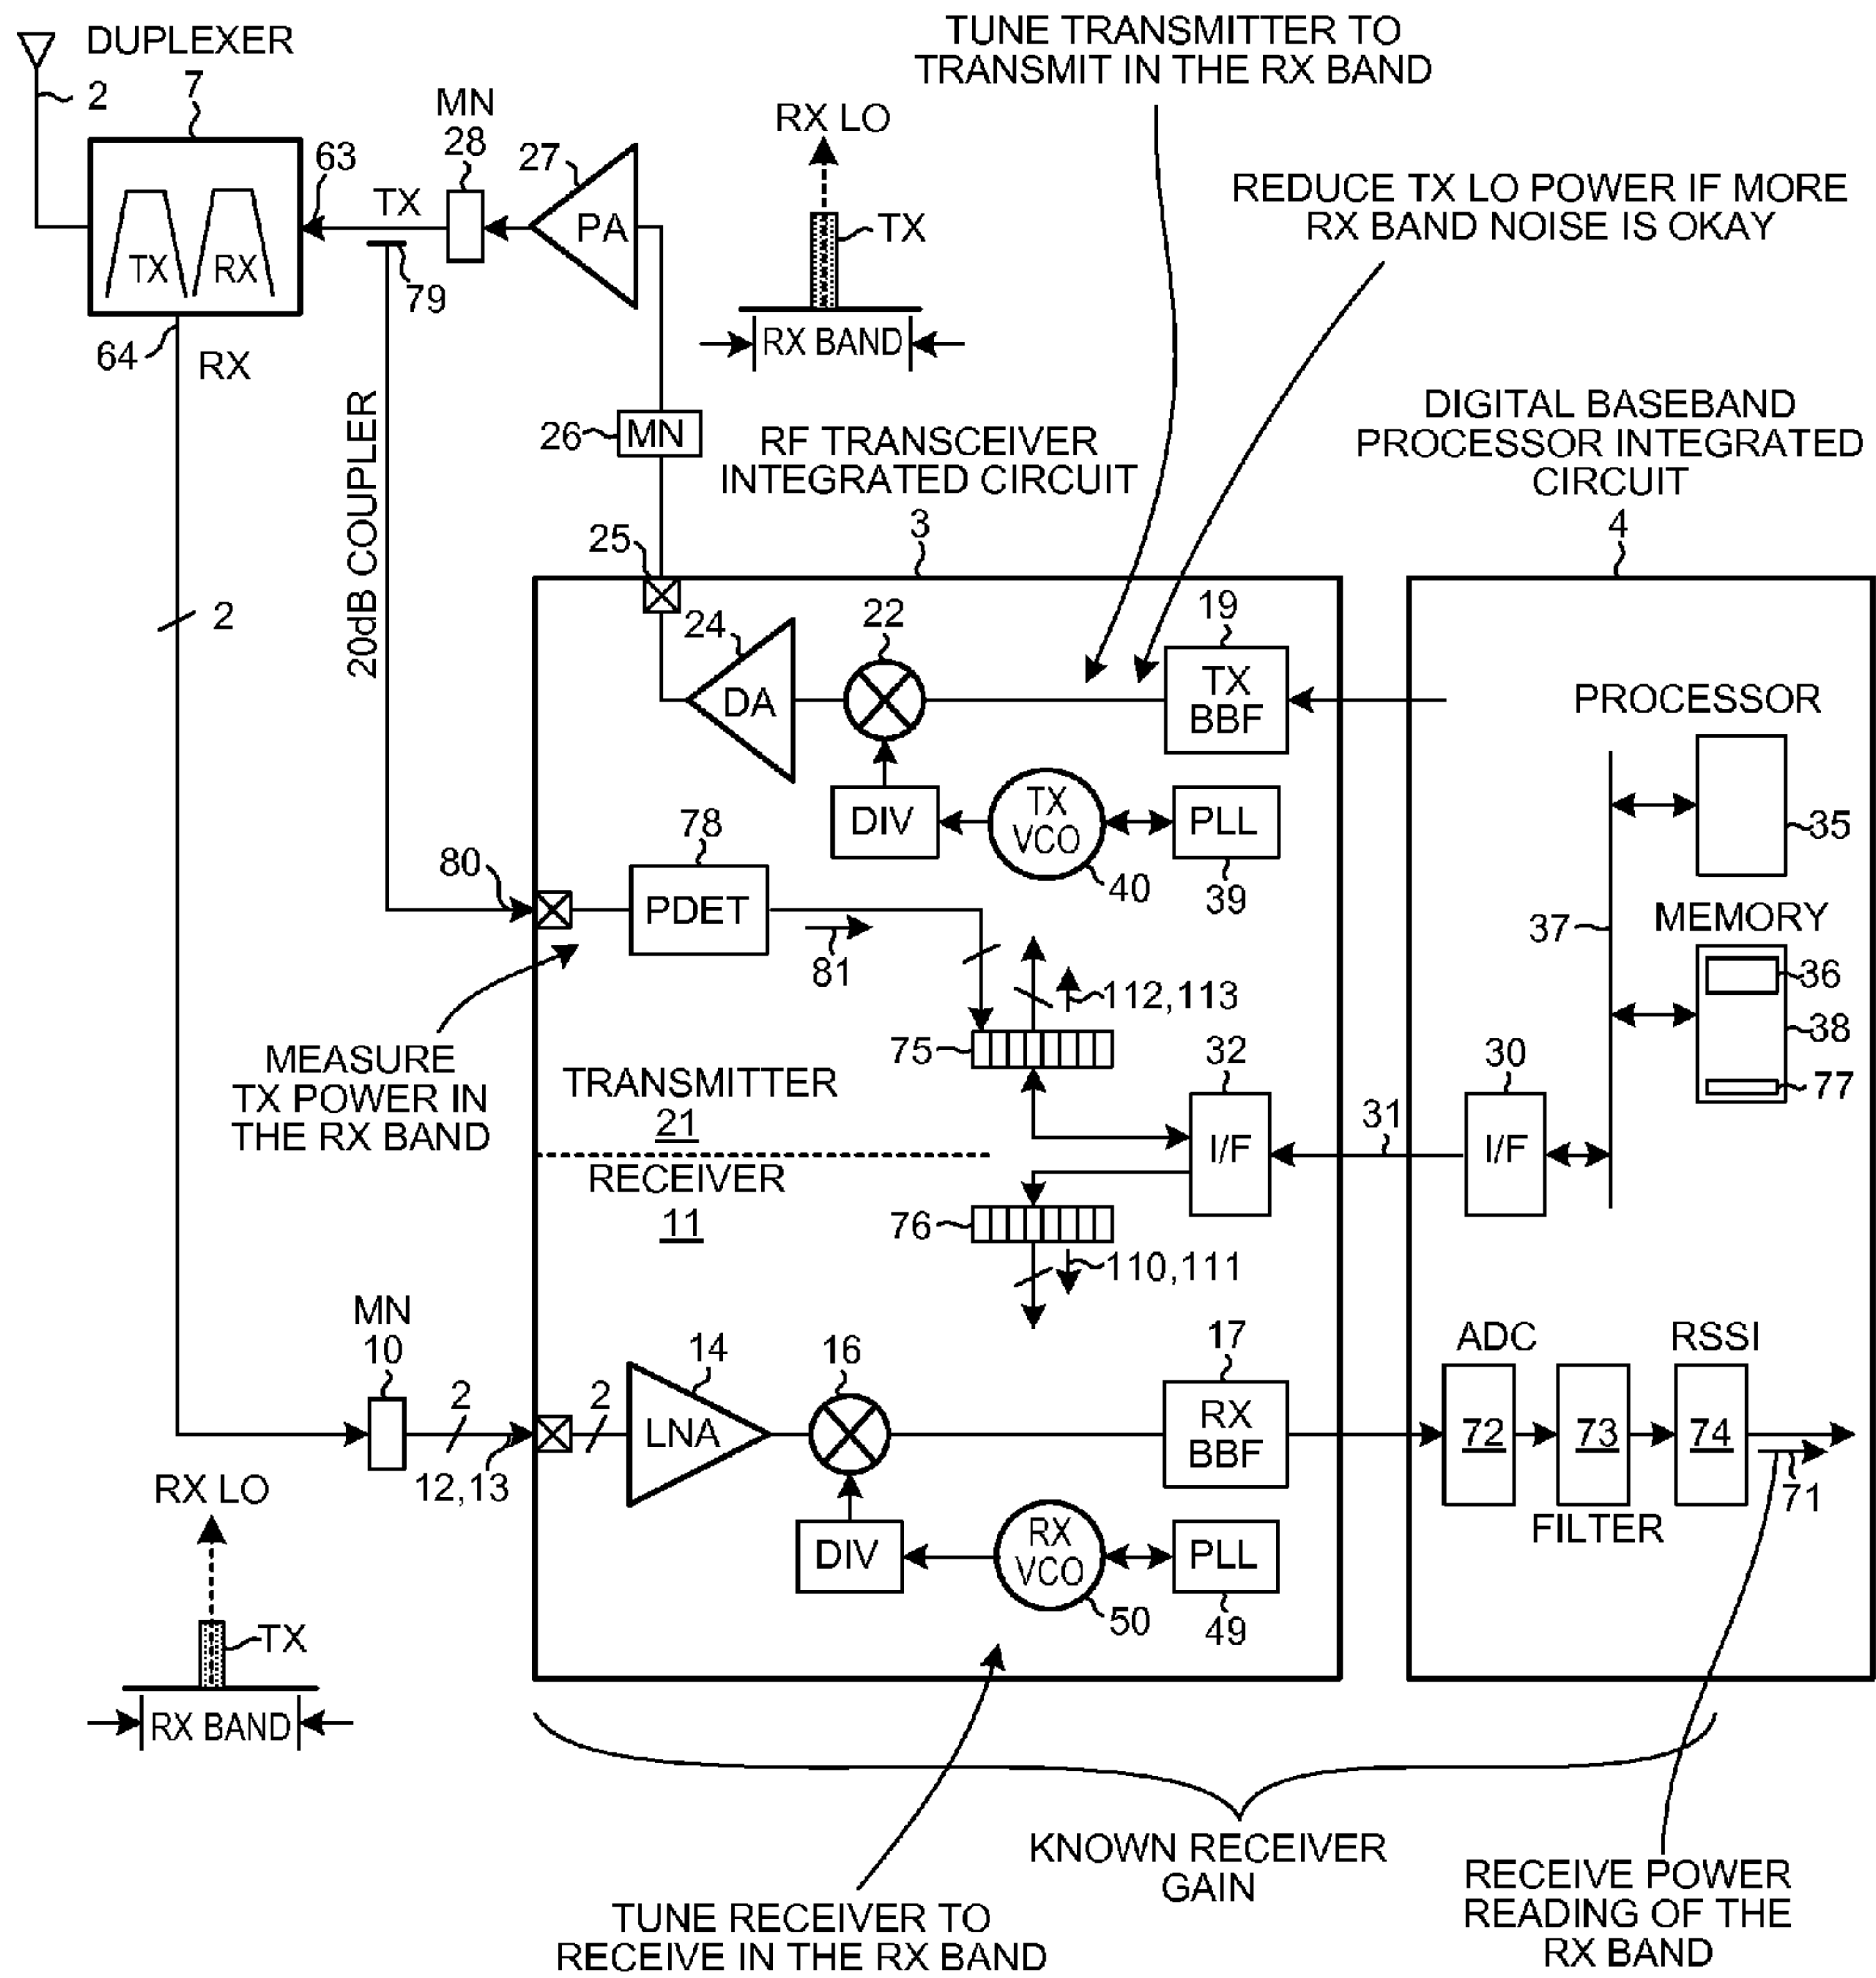 DUPLEXER
7
2
MN
28
27
63
TX
PA
TX
RX
79
64
RX
RX LO
TX
RX BAND
TUNE TRANSMITTER TO
TRANSMIT IN THE RX BAND
REDUCE TX LO POWER IF MORE
RX BAND NOISE IS OKAY
26
MN
20dB COUPLER
2
RF TRANSCEIVER
INTEGRATED CIRCUIT
3
DIGITAL BASEBAND
PROCESSOR INTEGRATED
CIRCUIT
4
25
24
DA
22
19
TX
BBF
DIV
TX
VCO
40
PLL
39
PROCESSOR
35
37
MEMORY
36
38
77
80
78
PDET
81
112,113
75
MEASURE
TX POWER IN
THE RX BAND
TRANSMITTER
21
RECEIVER
11
32
I/F
31
30
I/F
76
110,111
MN
10
2
12,13
2
14
LNA
16
17
RX
BBF
ADC
72
73
FILTER
RSSI
74
71
RX LO
TX
RX BAND
DIV
RX
VCO
50
PLL
49
KNOWN RECEIVER
GAIN
TUNE RECEIVER TO
RECEIVE IN THE RX BAND
RECEIVE POWER
READING OF THE
RX BAND